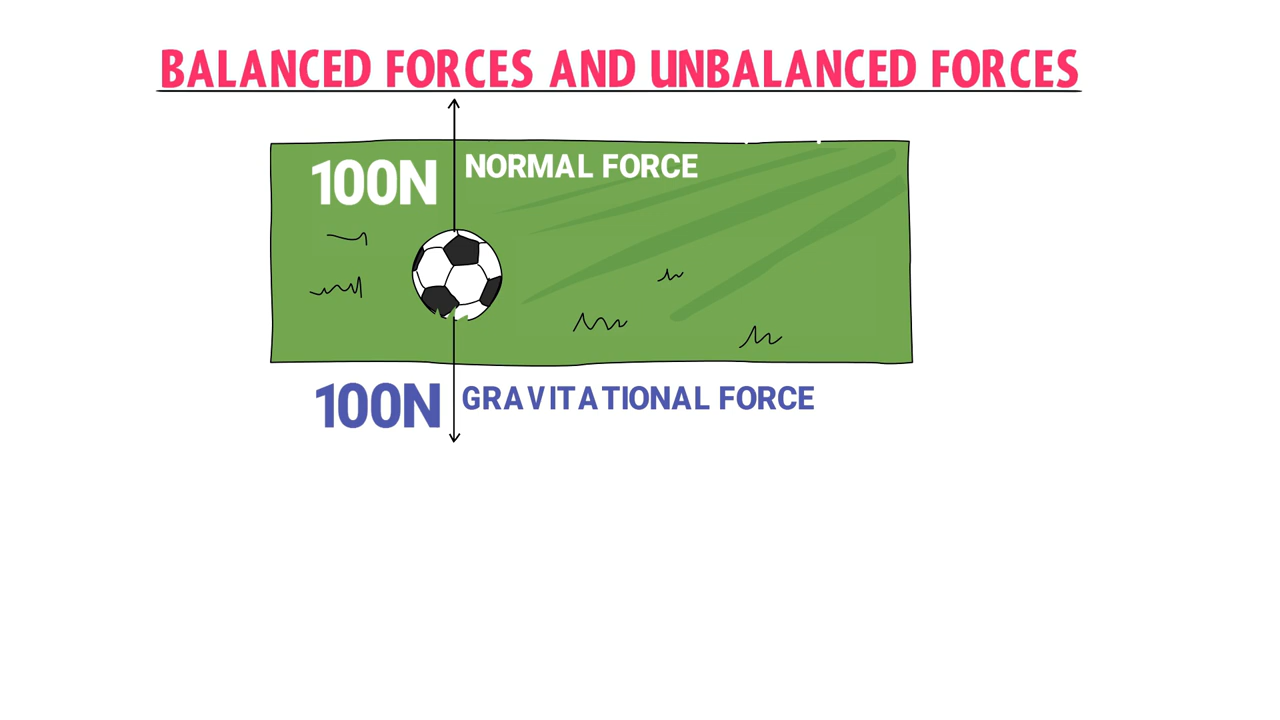 BALANCED FORCES AND UNBALANCED FORCES
100N NORMAL FORCE
100N GRAVITATIONAL FORCE